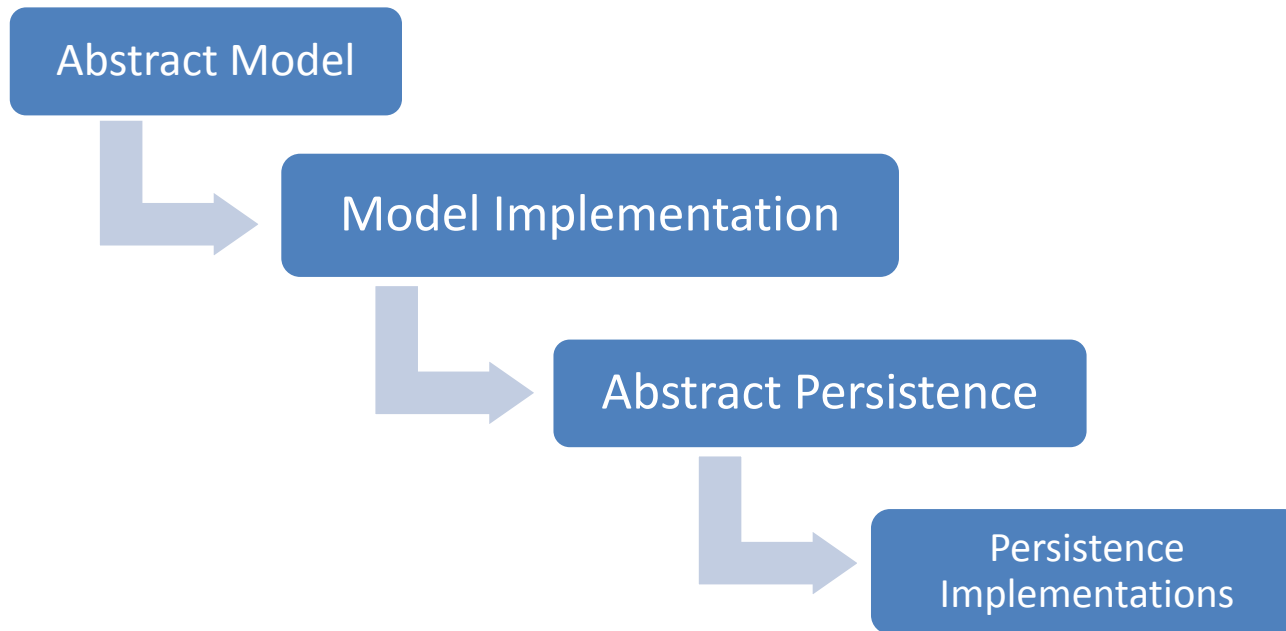 Abstract Model
Model Implementation
Abstract Persistence
Persistence
Implementations